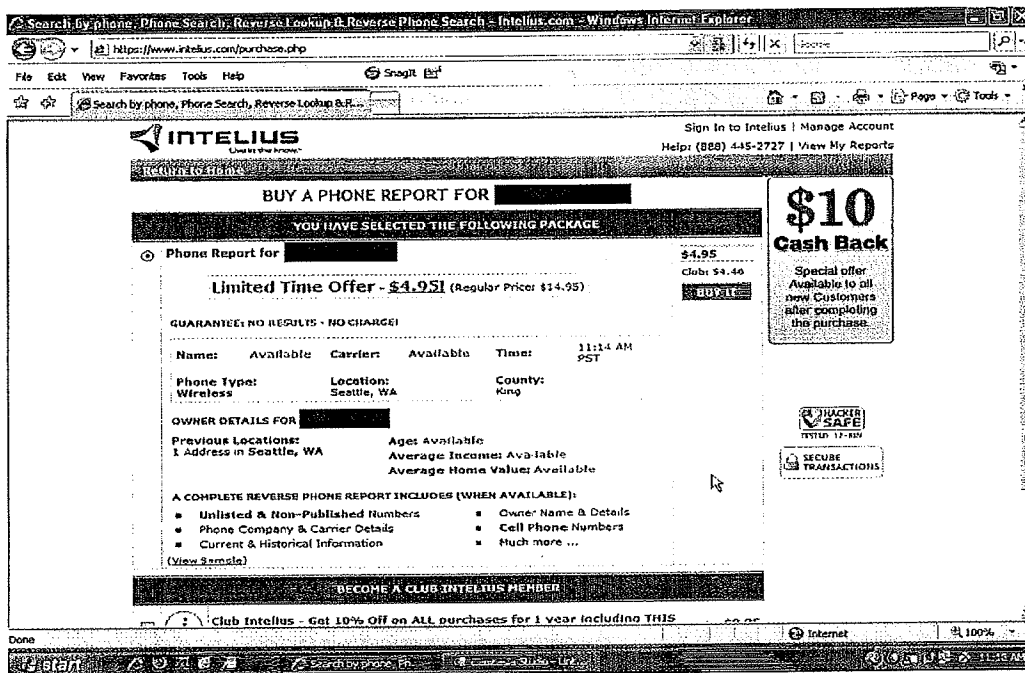 Search by phone, Phone Search, Reverse Lookup & Reverse Phone Search - Intelius.com - Windows Internet Explorer
https://www.intelius.com/purchase.php
File Edit View Favorites Tools Help SnagIt
Search by phone, Phone Search, Reverse Lookup & R... Page Tools
INTELIUS
Live in the know.
Sign In to Intelius | Manage Account
Help: (888) 445-2727 | View My Reports
Return to Home
BUY A PHONE REPORT FOR
YOU HAVE SELECTED THE FOLLOWING PACKAGE
Phone Report for
$4.95
Club: $4.46
BUY IT
Limited Time Offer - $4.95! (Regular Price: $14.95)
GUARANTEE: NO RESULTS - NO CHARGE!
Name: Available Carrier: Available Time: 11:14 AM PST
Phone Type: Location: County:
Wireless Seattle, WA King
OWNER DETAILS FOR
Previous Locations: Age: Available
1 Address in Seattle, WA Average Income: Available
Average Home Value: Available
A COMPLETE REVERSE PHONE REPORT INCLUDES (WHEN AVAILABLE):
Unlisted & Non-Published Numbers Owner Name & Details
Phone Company & Carrier Details Cell Phone Numbers
Current & Historical Information Much more ...
(View Sample)
$10
Cash Back
Special offer
Available to all
new Customers
after completing
the purchase.
HACKER
SAFE
TESTED
SECURE
TRANSACTIONS
BECOME A CLUB INTELIUS MEMBER
Club Intelius - Get 10% Off on ALL purchases for 1 year including THIS
Done Internet 100%
start Search by phone, Ph...